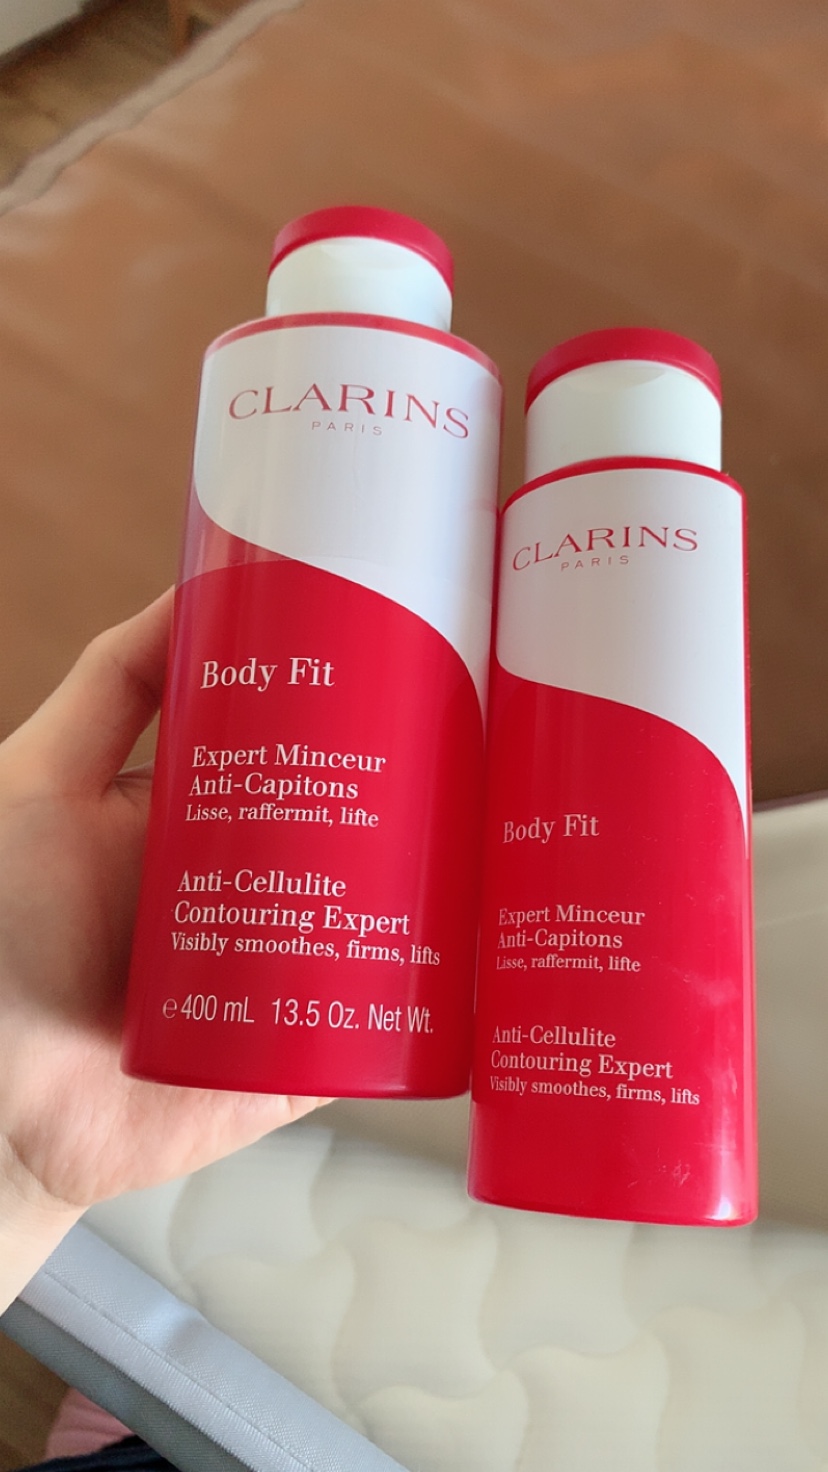 CLARINS
PARIS
Body Fit
Expert Minceur
Anti-Capitons
Lisse, raffermit, lifte
Anti-Cellulite
Contouring Expert
Visibly smoothes, firms, lifts
℮ 400 mL 13.5 Oz. Net Wt.
CLARINS
PARIS
Body Fit
Expert Minceur
Anti-Capitons
Lisse, raffermit, lifte
Anti-Cellulite
Contouring Expert
Visibly smoothes, firms, lifts